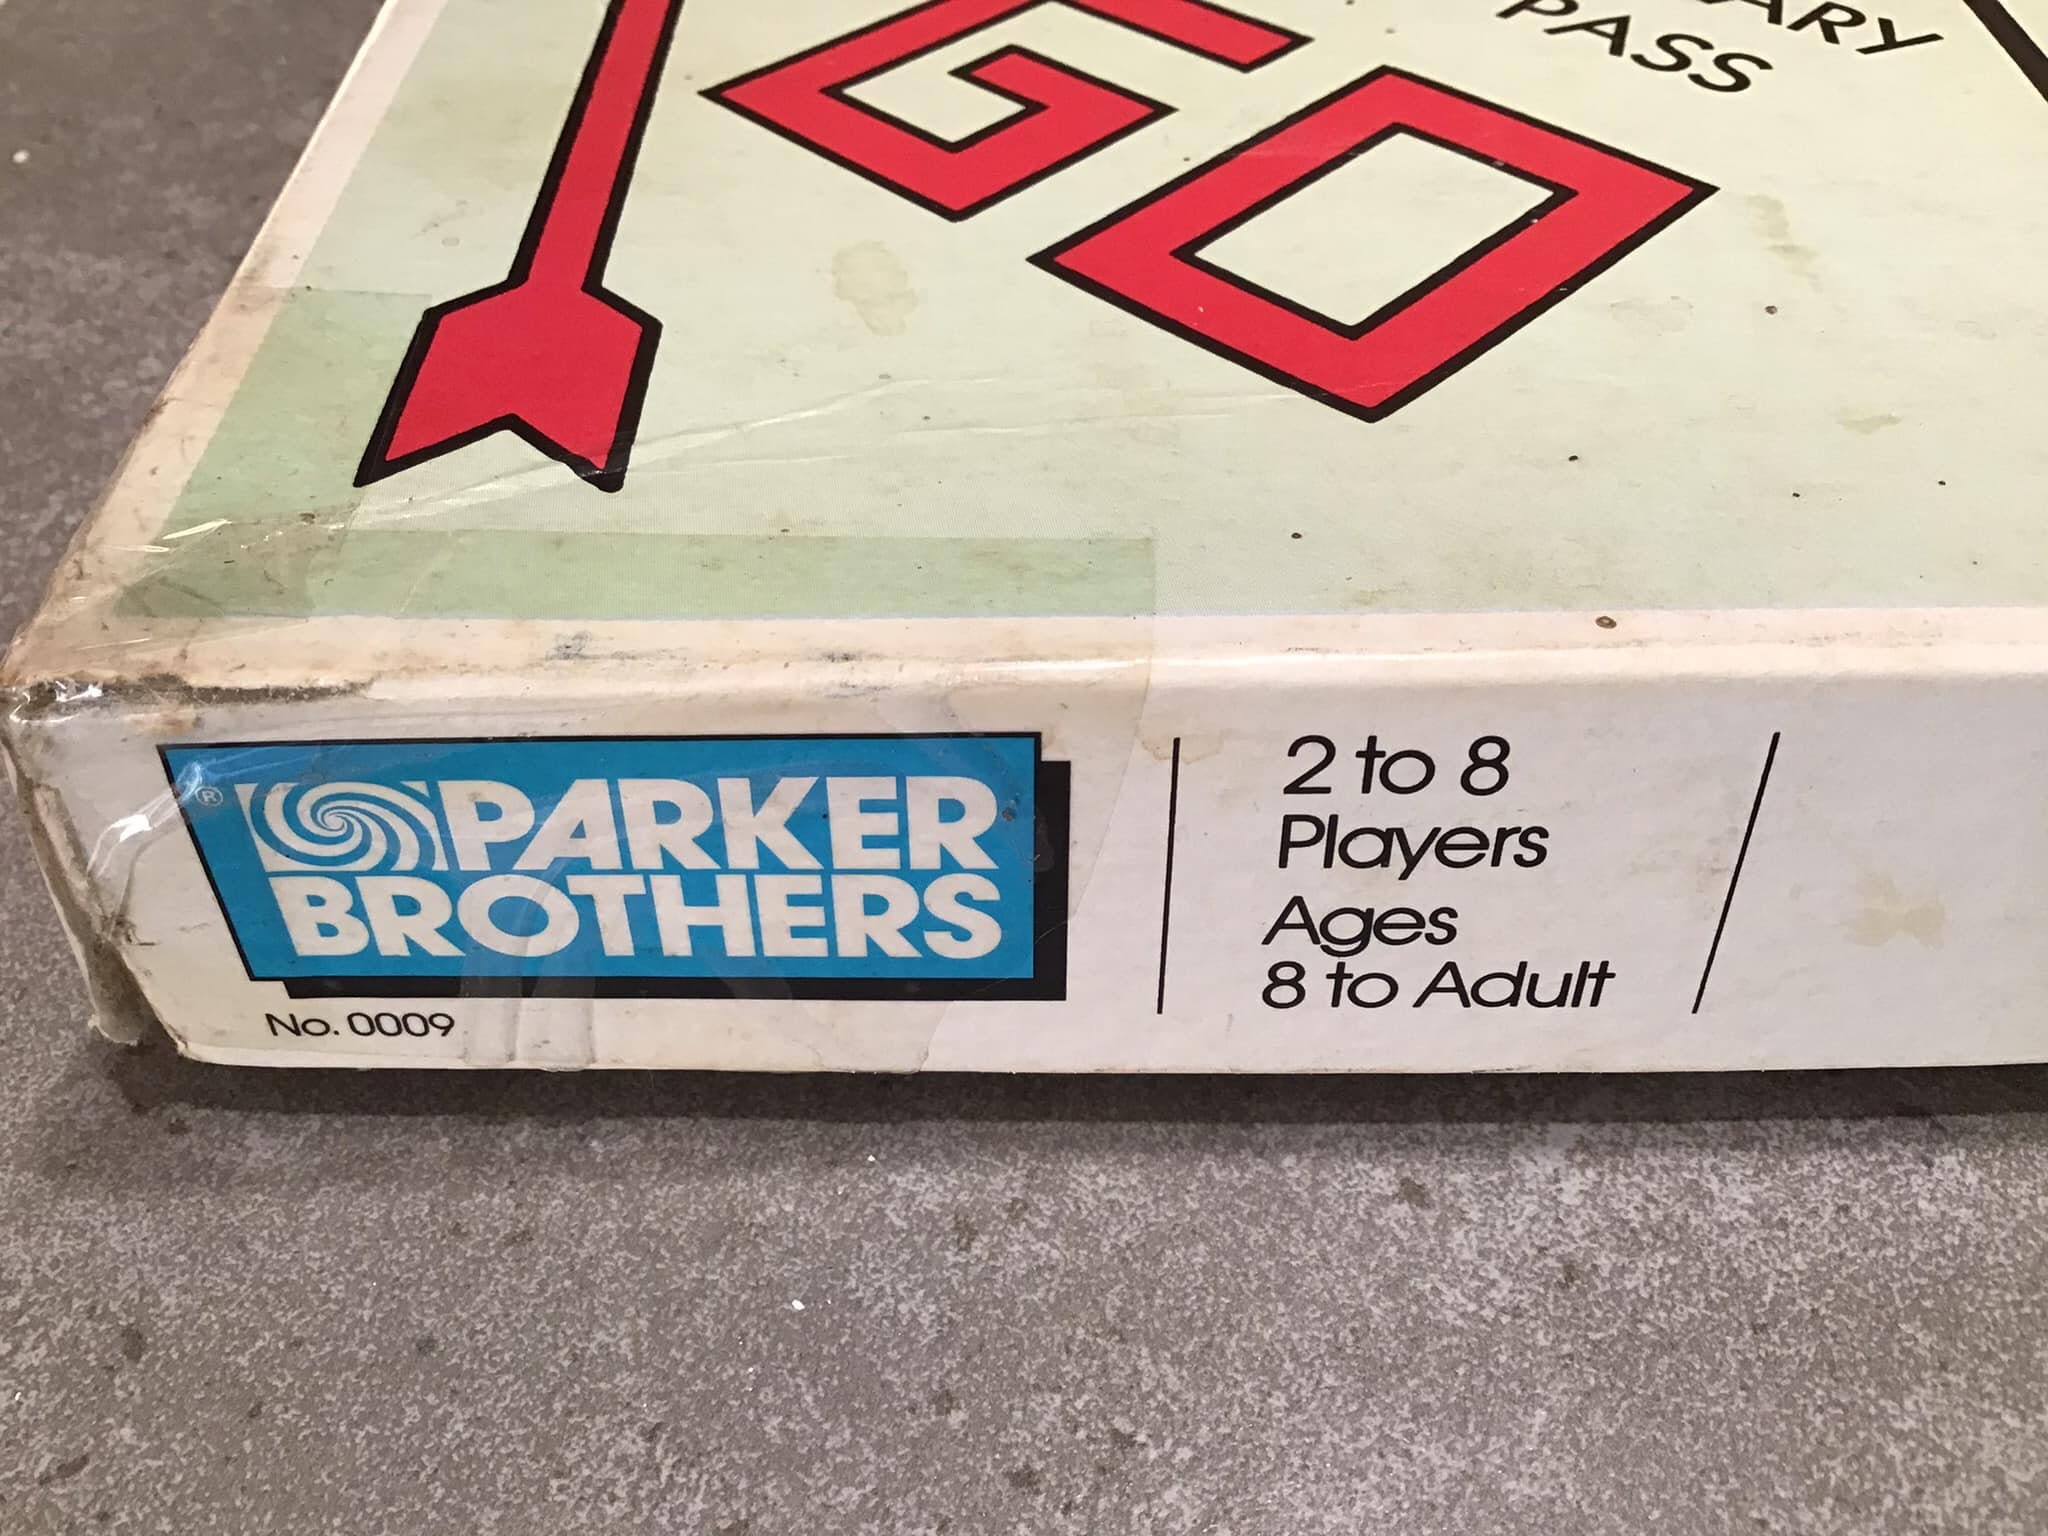 PASS
GO
® PARKER
BROTHERS
No. 0009
2 to 8
Players
Ages
8 to Adult